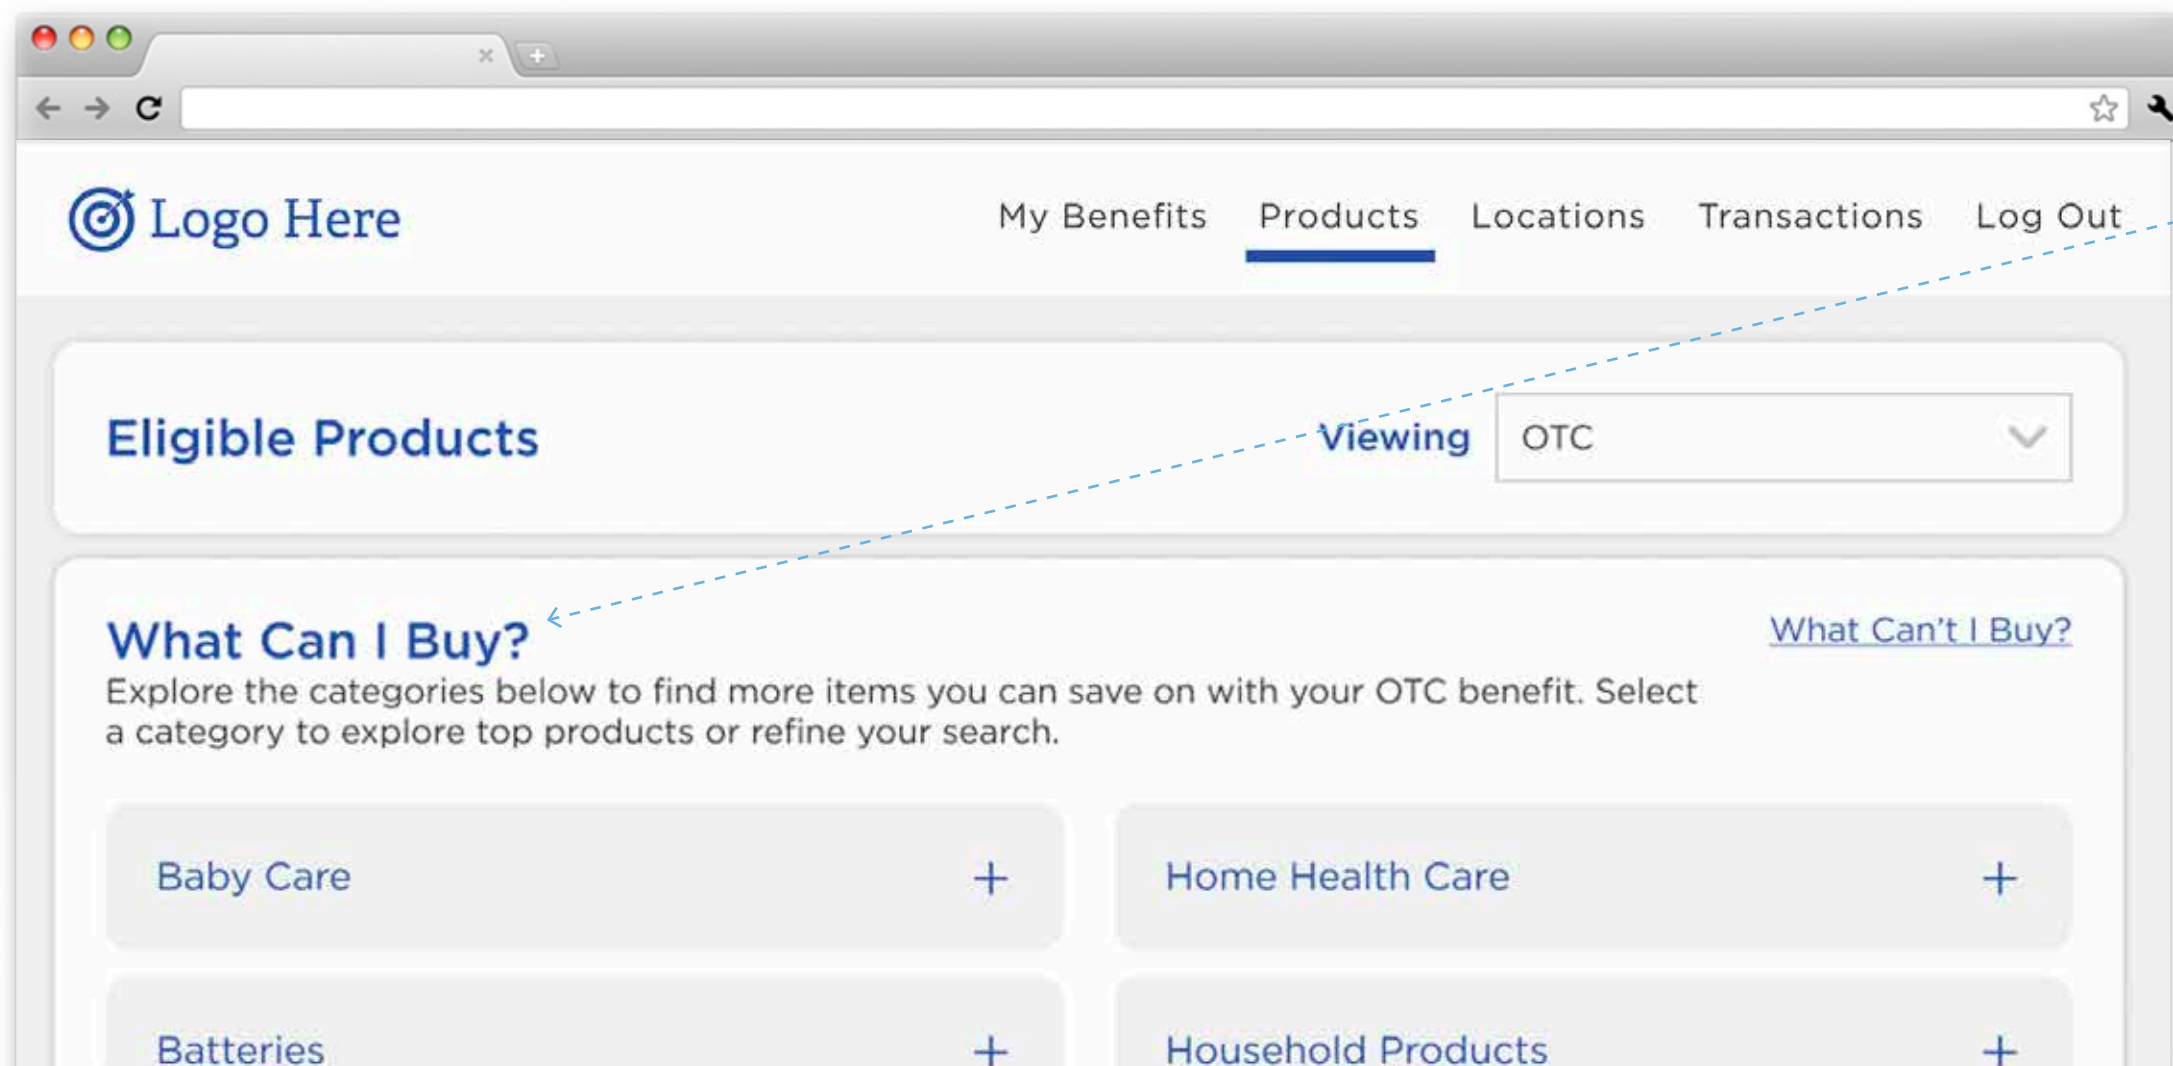 Logo Here
My Benefits Products Locations Transactions Log Out
Eligible Products
Viewing OTC
What Can I Buy?
What Can't I Buy?
Explore the categories below to find more items you can save on with your OTC benefit. Select
a category to explore top products or refine your search.
Baby Care +
Home Health Care +
Batteries +
Household Products +